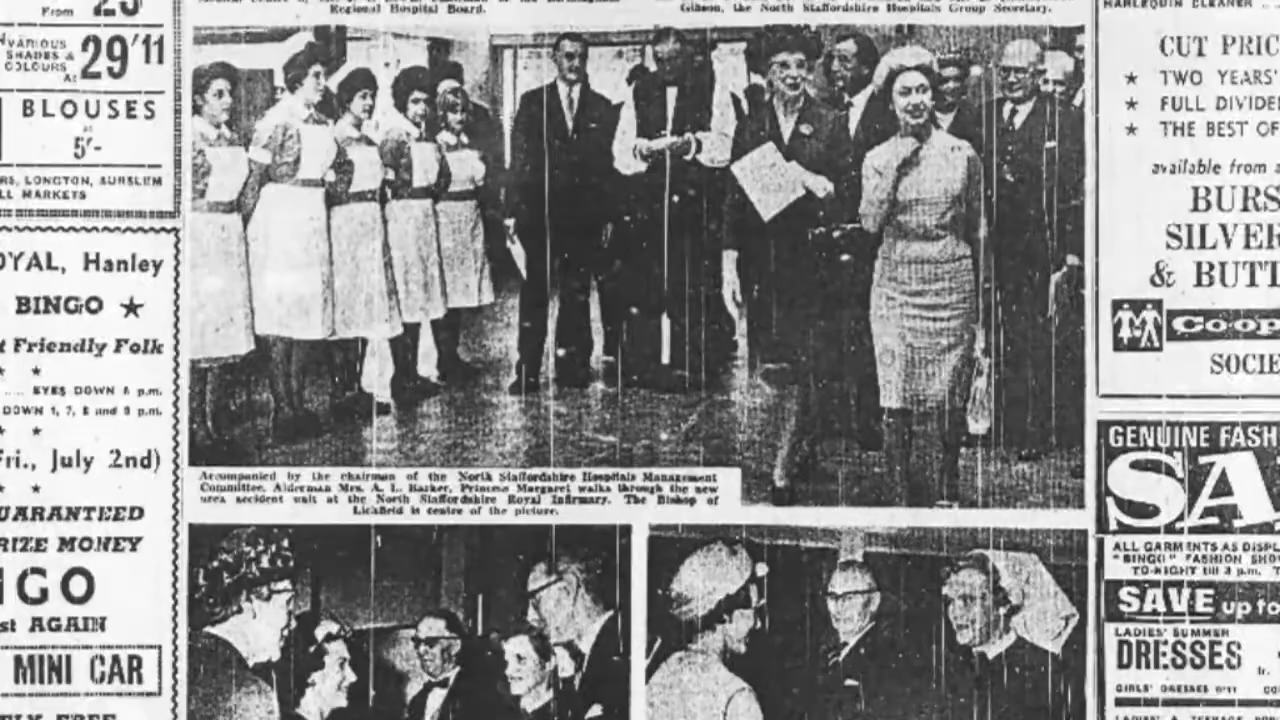 From 25
VARIOUS
SHADES &
COLOURS
At 29'11
BLOUSES
at
5'-
RS, LONGTON, BURSLEM
LL MARKETS
OYAL, Hanley
BINGO ★
t Friendly Folk
★ ★
.... EYES DOWN 6 p.m.
DOWN 1, 7, 8 and 9 p.m.
★ ★
Fri., July 2nd)
★ ★
UARANTEED
RIZE MONEY
NGO
st AGAIN
MINI CAR
FREE
Regional Hospital Board.
Gibson, the North Staffordshire Hospitals Group Secretary.
Accompanied by the chairman of the North Staffordshire Hospitals Management
Committee, Alderman Mrs. A. L. Barker, Princess Margaret walks through the new
area accident unit at the North Staffordshire Royal Infirmary. The Bishop of
Lichfield is centre of the picture.
HARLEQUIN CLEANER ..
CUT PRIC
★ TWO YEARS'
★ FULL DIVIDE
★ THE BEST OF
available from a
BURS
SILVER
& BUTT
Co-op
SOCIE
GENUINE FASH
SA
ALL GARMENTS AS DISPL
"BINGO" FASHION SHO
TO-NIGHT till 8 p.m.
SAVE up to
LADIES' SUMMER
DRESSES
GIRLS' DRESSES 9'11